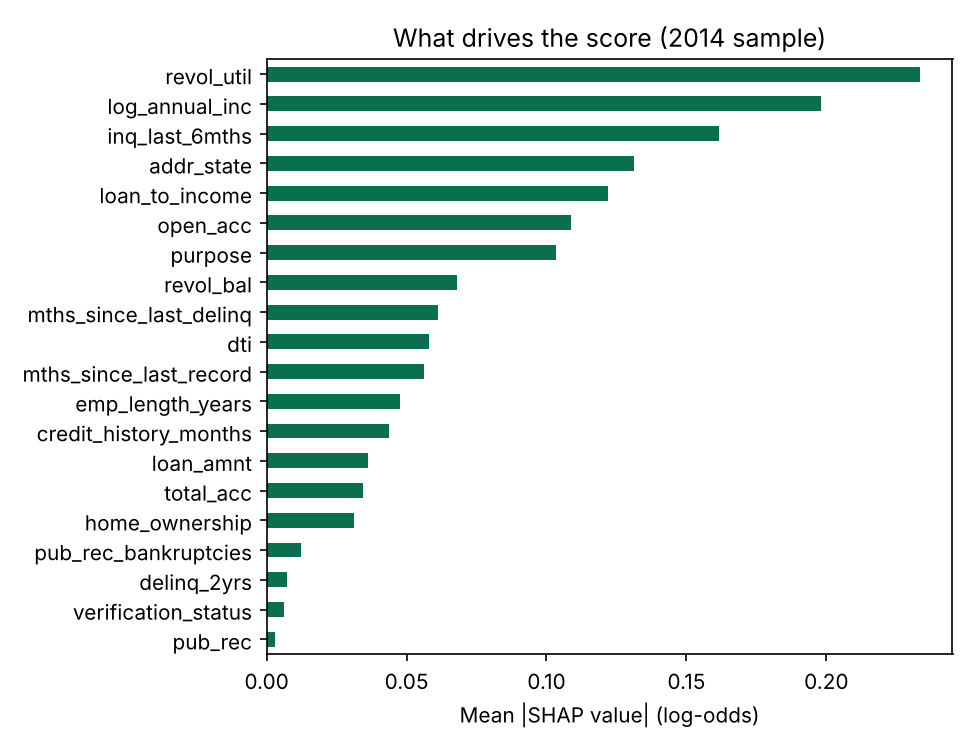 What drives the score (2014 sample)
revol_util
log_annual_inc
inq_last_6mths
addr_state
loan_to_income
open_acc
purpose
revol_bal
mths_since_last_delinq
dti
mths_since_last_record
emp_length_years
credit_history_months
loan_amnt
total_acc
home_ownership
pub_rec_bankruptcies
delinq_2yrs
verification_status
pub_rec
0.00 0.05 0.10 0.15 0.20
Mean |SHAP value| (log-odds)